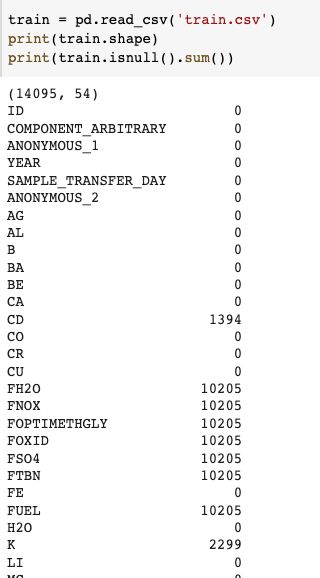 train = pd.read_csv('train.csv')
print(train.shape)
print(train.isnull().sum())
(14095, 54)
ID 0
COMPONENT_ARBITRARY 0
ANONYMOUS_1 0
YEAR 0
SAMPLE_TRANSFER_DAY 0
ANONYMOUS_2 0
AG 0
AL 0
B 0
BA 0
BE 0
CA 0
CD 1394
CO 0
CR 0
CU 0
FH2O 10205
FNOX 10205
FOPTIMETHGLY 10205
FOXID 10205
FSO4 10205
FTBN 10205
FE 0
FUEL 10205
H2O 0
K 2299
LI 0